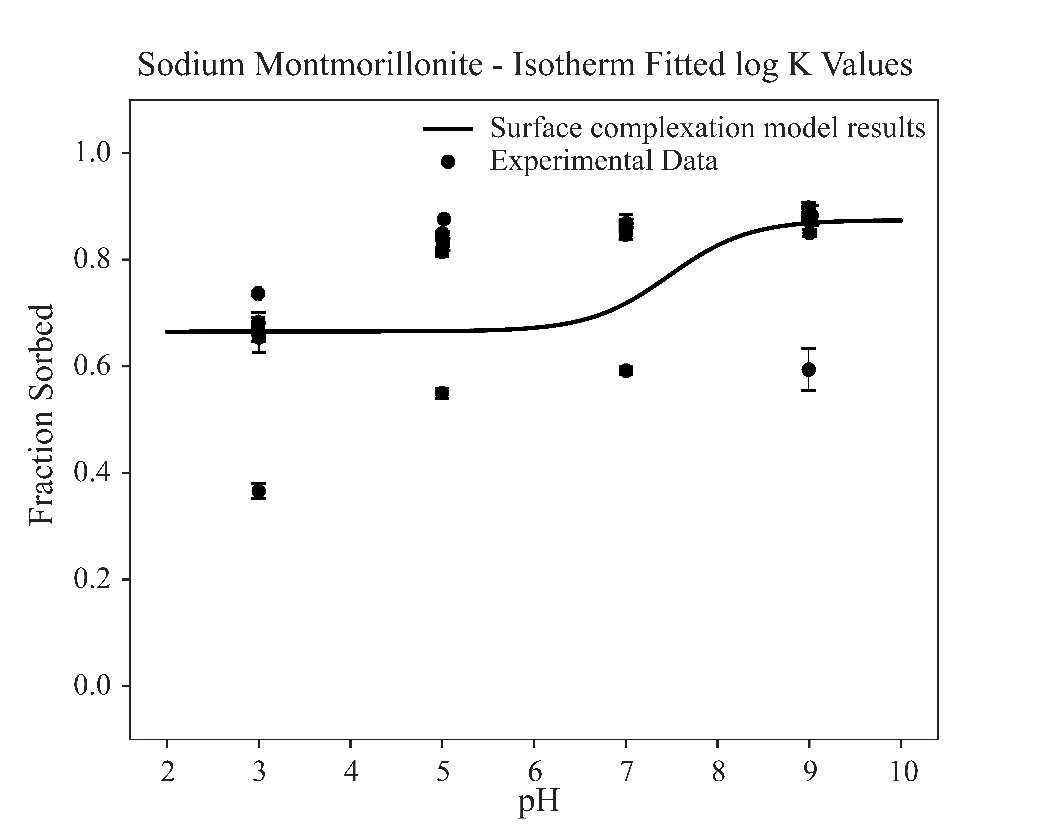 Sodium Montmorillonite - Isotherm Fitted log K Values
Surface complexation model results
Experimental Data
1.0
0.8
0.6
0.4
0.2
0.0
Fraction Sorbed
2 3 4 5 6 7 8 9 10
pH